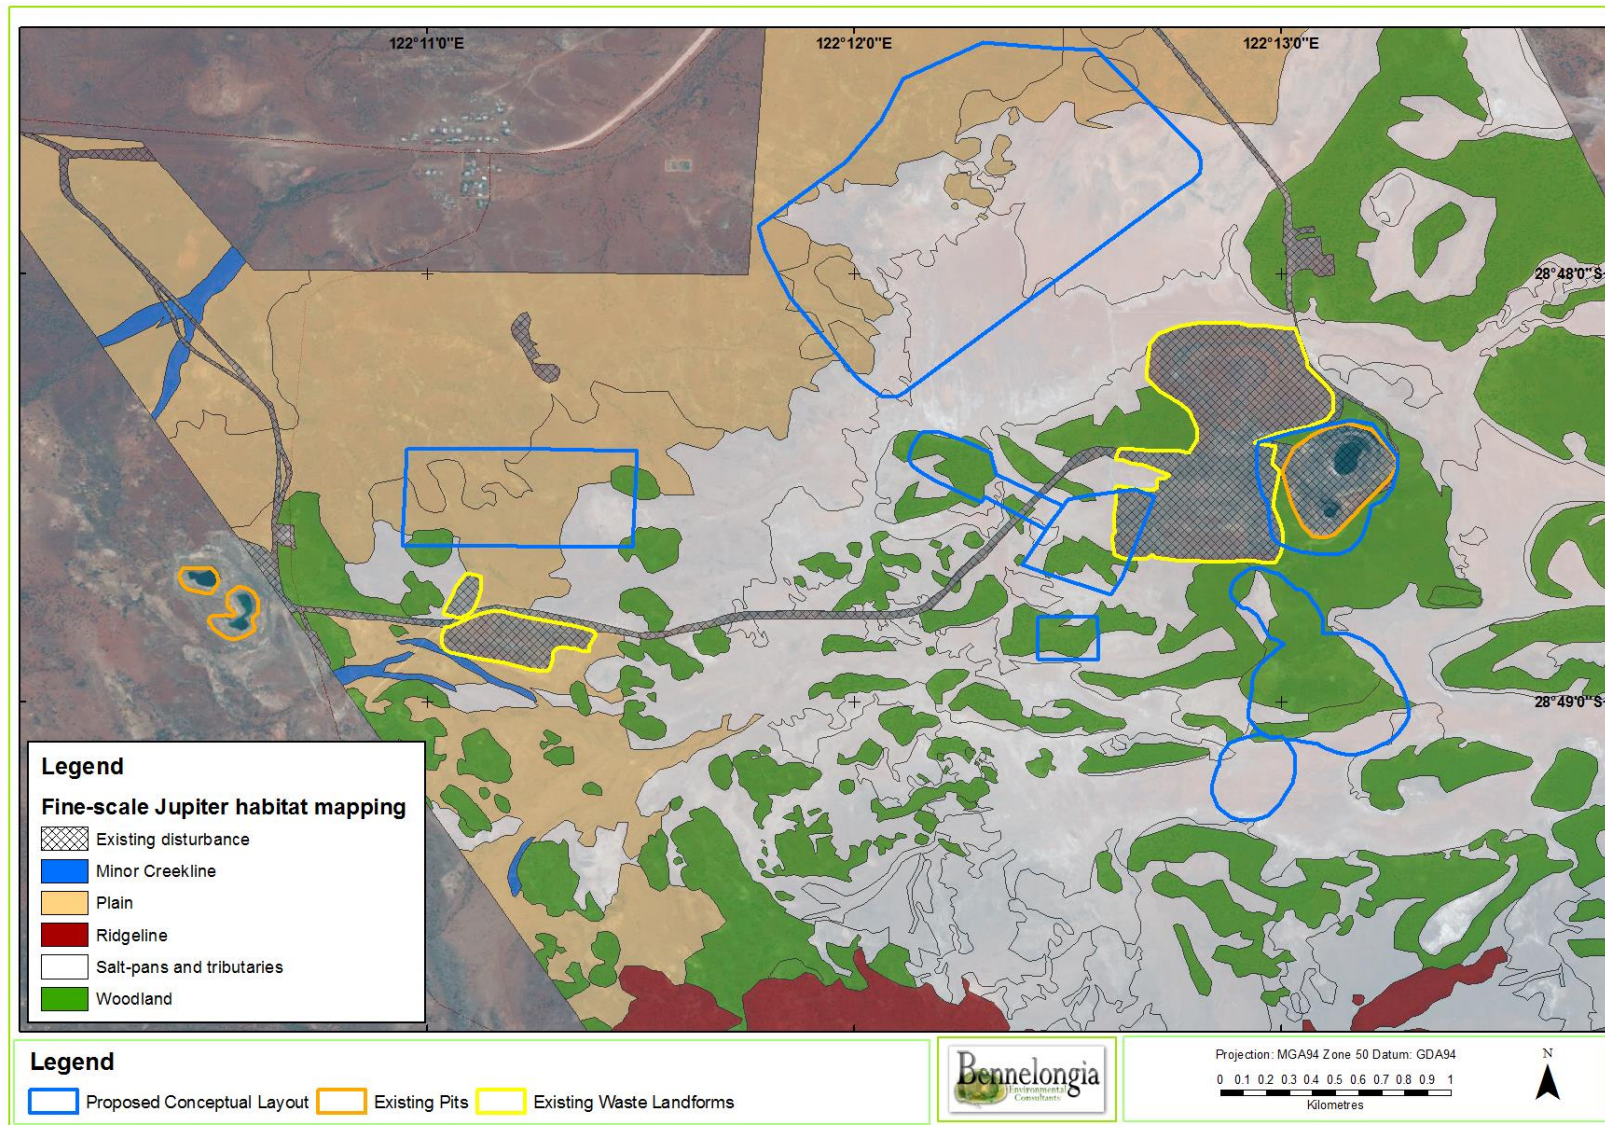 122°11'0"E
122°12'0"E
122°13'0"E
28°48'0"S
28°49'0"S
Legend
Fine-scale Jupiter habitat mapping
Existing disturbance
Minor Creekline
Plain
Ridgeline
Salt-pans and tributaries
Woodland
Legend
Proposed Conceptual Layout
Existing Pits
Existing Waste Landforms
Bennelongia
Environmental
Consultants
Projection: MGA94 Zone 50 Datum: GDA94
0 0.1 0.2 0.3 0.4 0.5 0.6 0.7 0.8 0.9 1
Kilometres
N